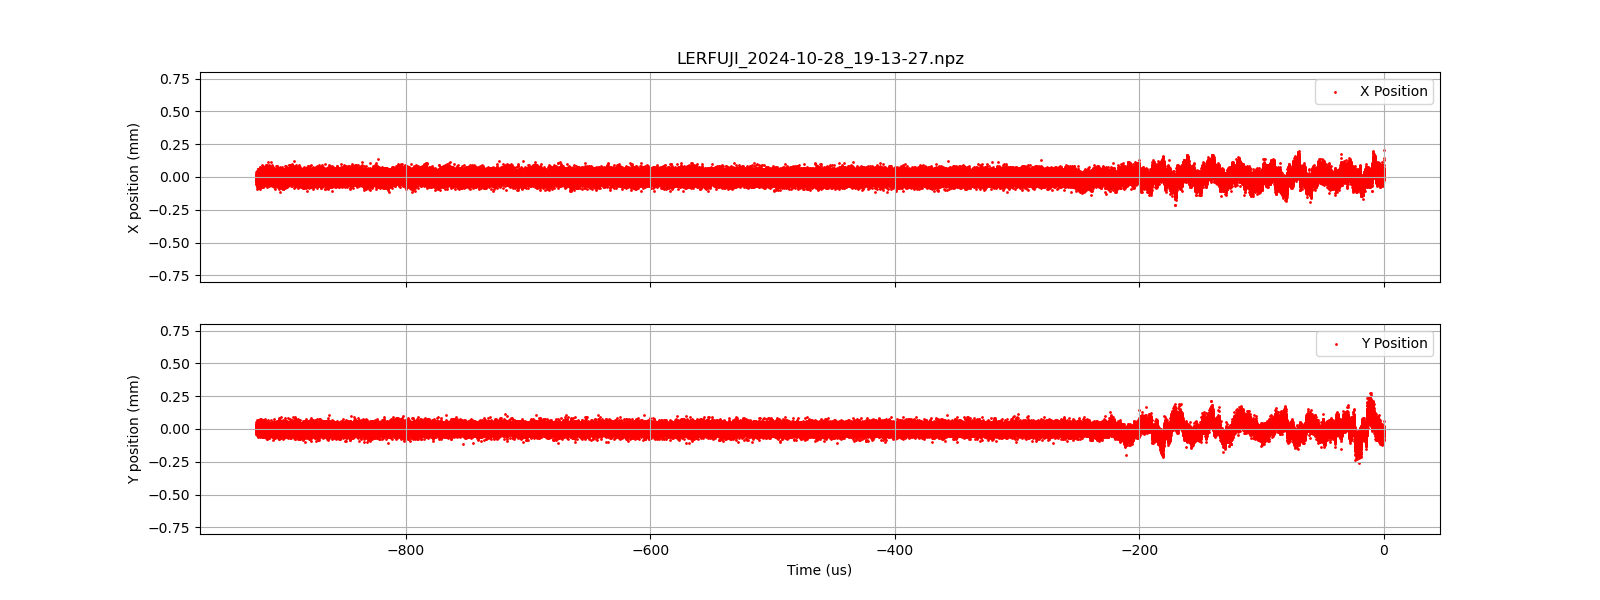 LERFUJI_2024-10-28_19-13-27.npz
0.75
0.50
0.25
0.00
−0.25
−0.50
−0.75
X position (mm)
X Position
0.75
0.50
0.25
0.00
−0.25
−0.50
−0.75
Y position (mm)
Y Position
−800 −600 −400 −200 0
Time (us)